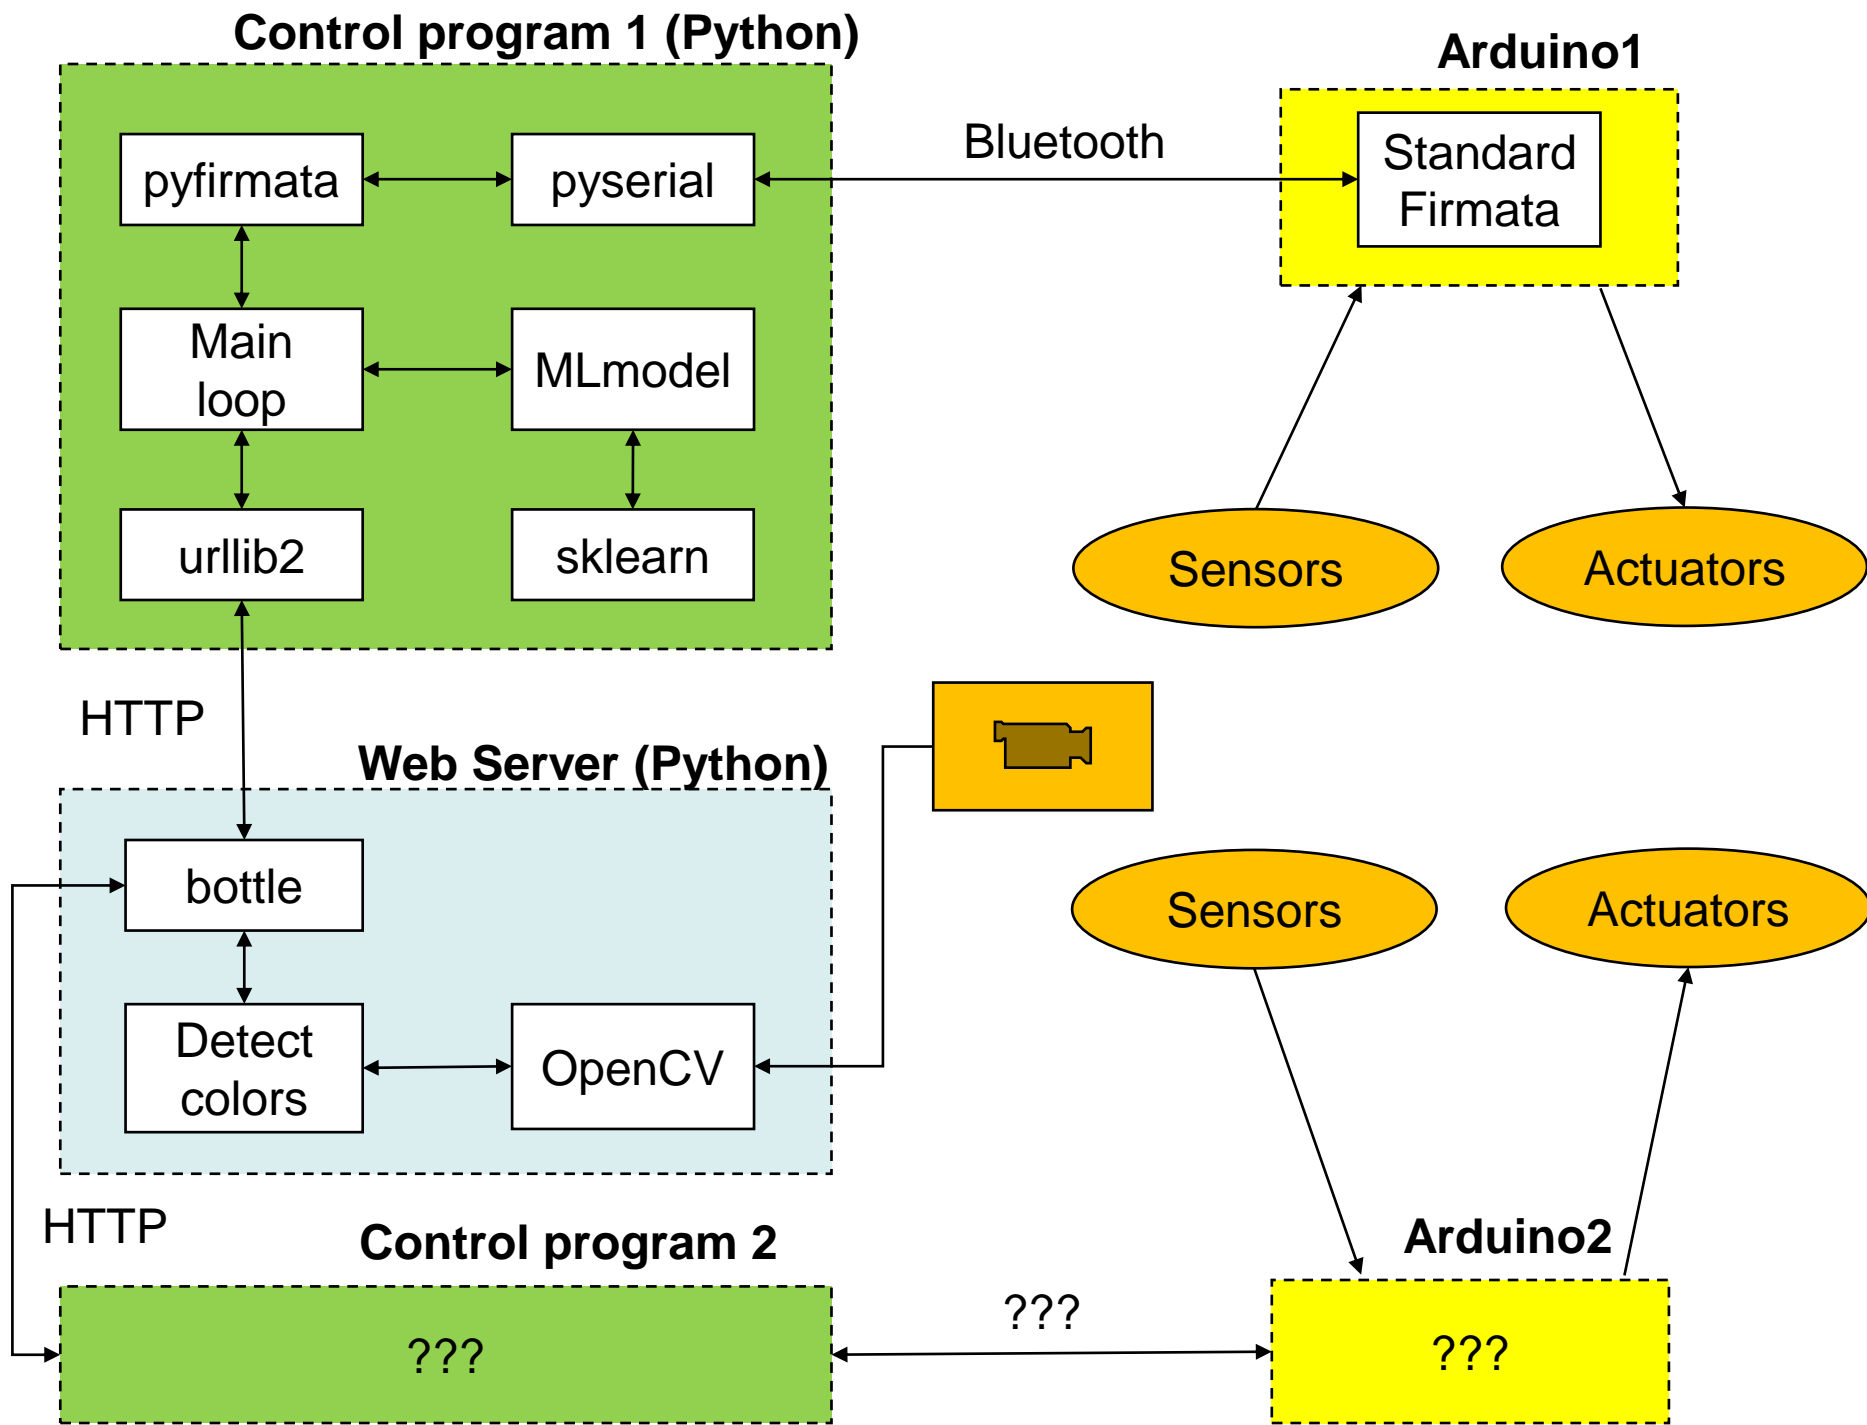 Control program 1 (Python)
Arduino1
pyfirmata
pyserial
Bluetooth
Standard
Firmata
Main
loop
MLmodel
urllib2
sklearn
Sensors
Actuators
HTTP
Web Server (Python)
bottle
Sensors
Actuators
Detect
colors
OpenCV
HTTP
Control program 2
Arduino2
???
???
???